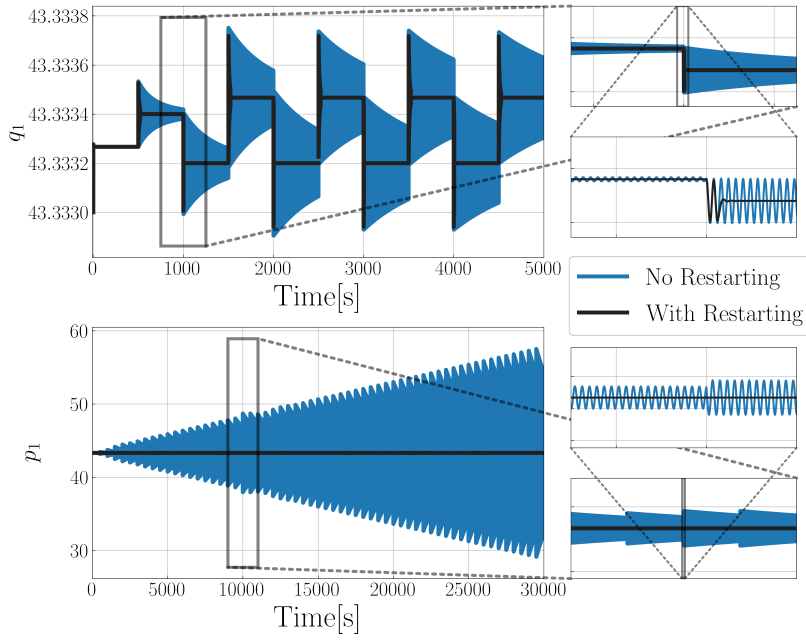 43.3338
43.3336
43.3334
43.3332
43.3330
q1
0 1000 2000 3000 4000 5000
Time[s]
No Restarting
With Restarting
60
50
40
30
p1
0 5000 10000 15000 20000 25000 30000
Time[s]